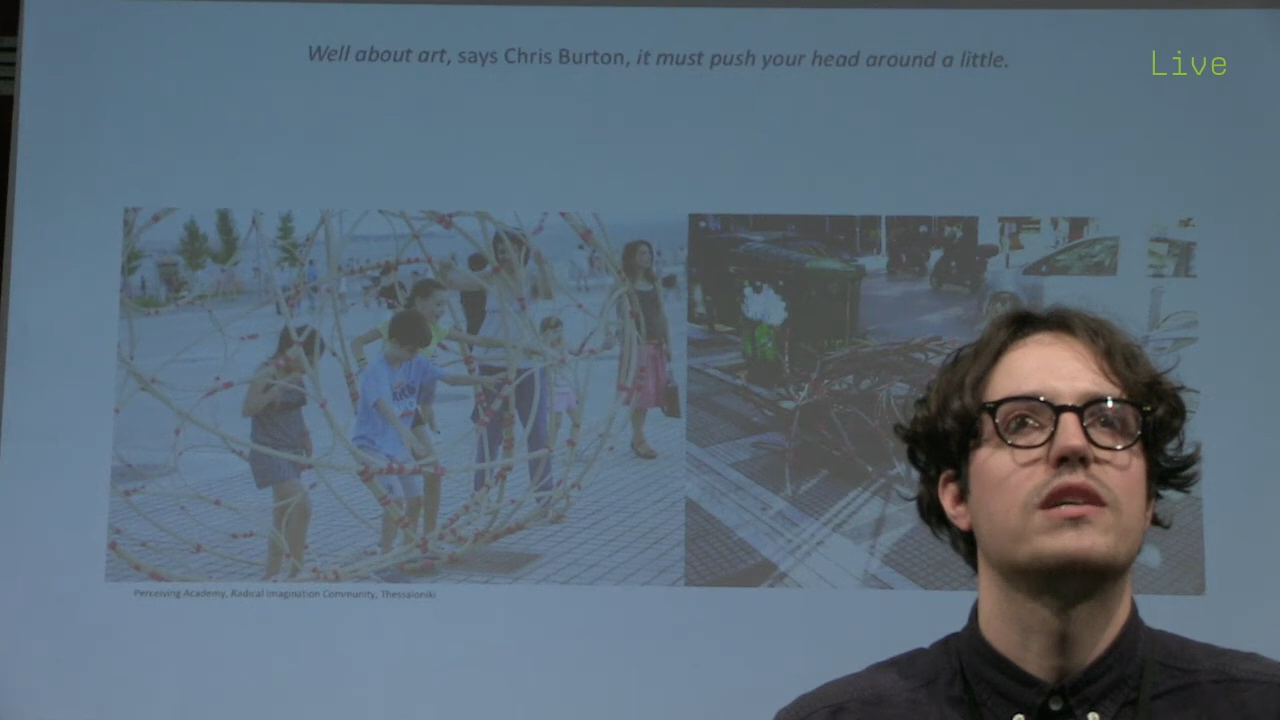 Well about art, says Chris Burton, it must push your head around a little.
Live
Perceiving Academy, Radical Imagination Community, Thessaloniki